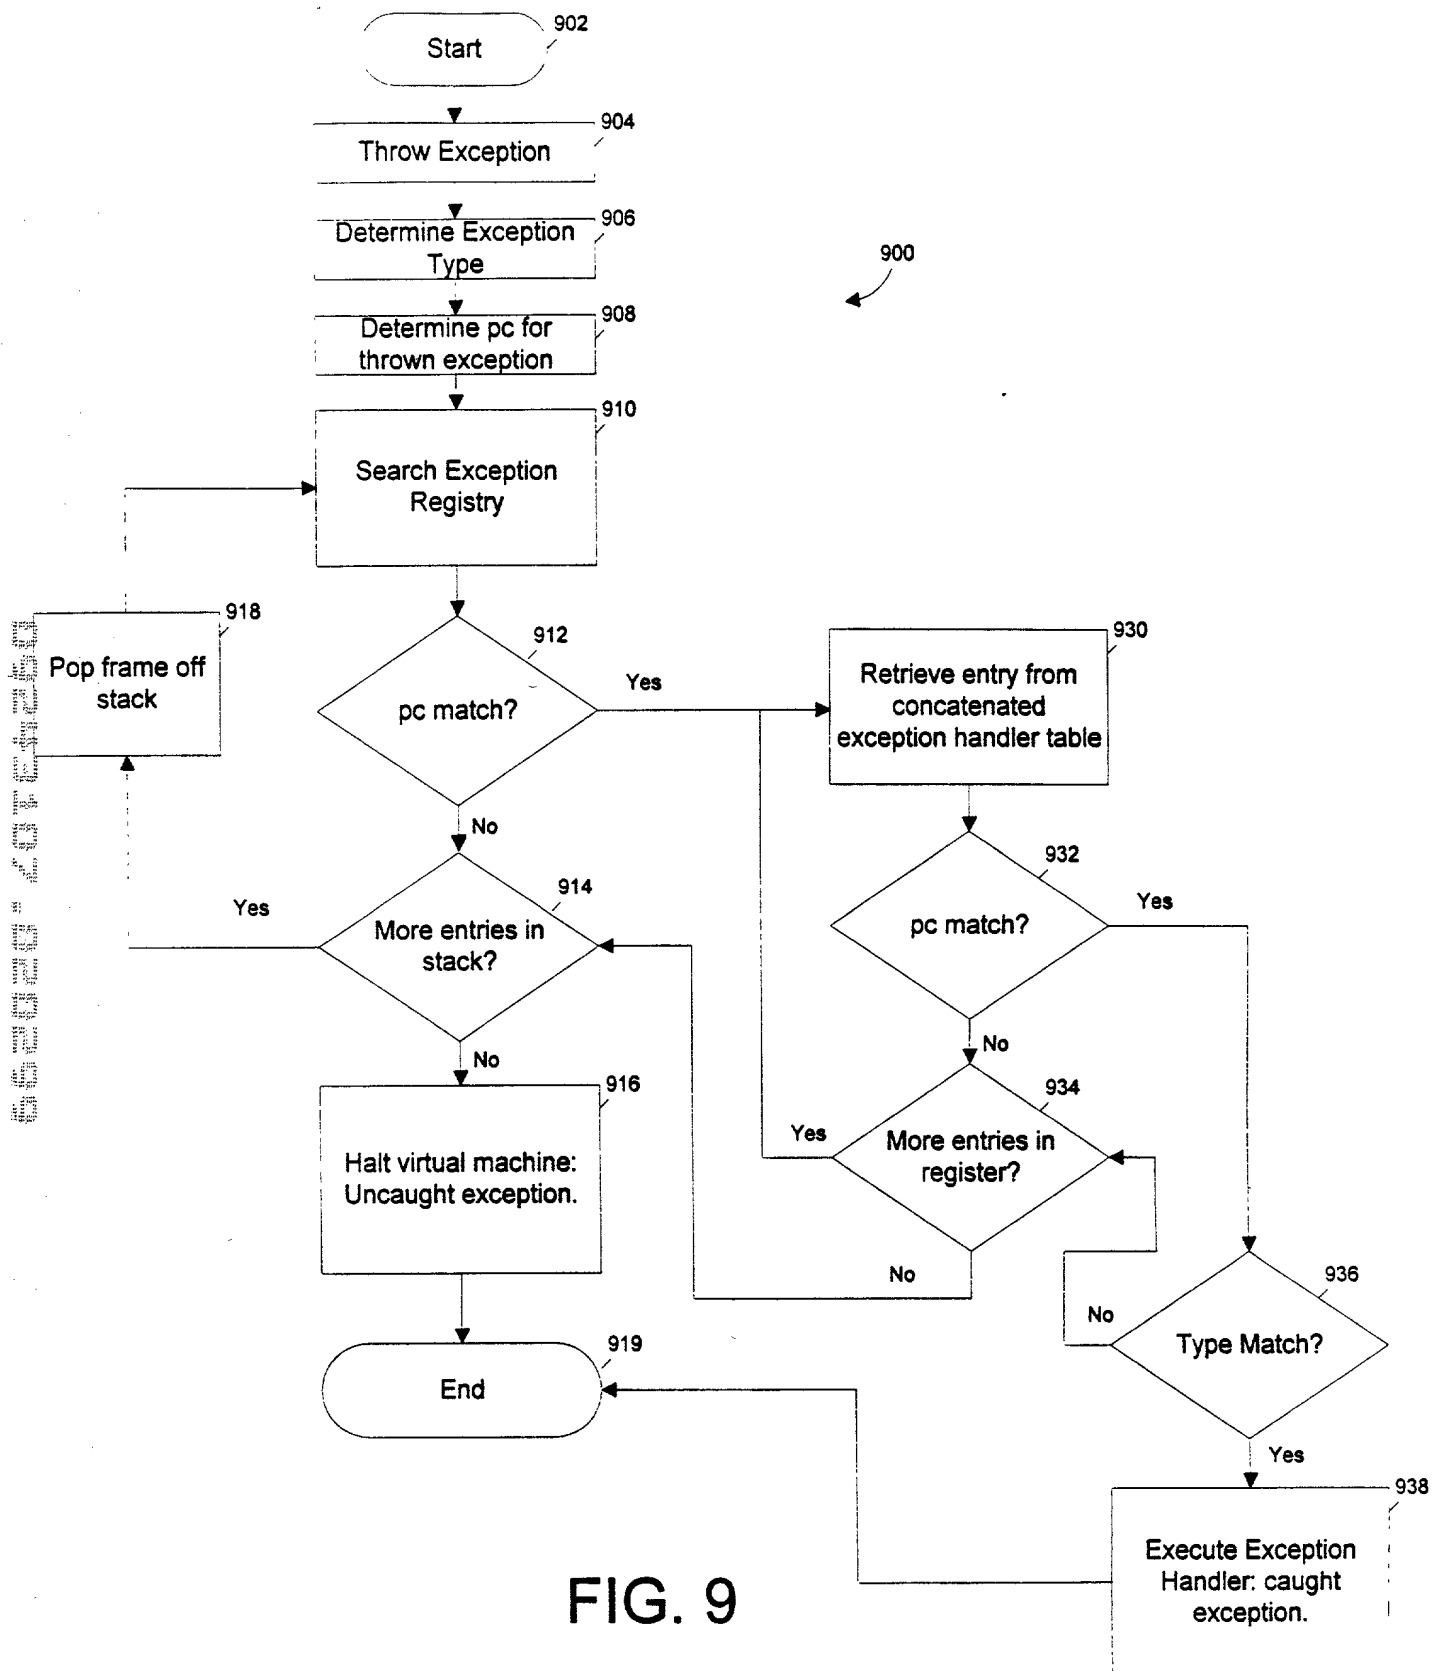 902
Start
904
Throw Exception
906
Determine Exception
Type
900
908
Determine pc for
thrown exception
910
Search Exception
Registry
918
Pop frame off
stack
912
pc match?
Yes
No
930
Retrieve entry from
concatenated
exception handler table
932
pc match?
Yes
No
914
More entries in
stack?
Yes
No
916
Halt virtual machine:
Uncaught exception.
934
More entries in
register?
Yes
No
936
Type Match?
No
Yes
919
End
938
Execute Exception
Handler: caught
exception.
FIG. 9